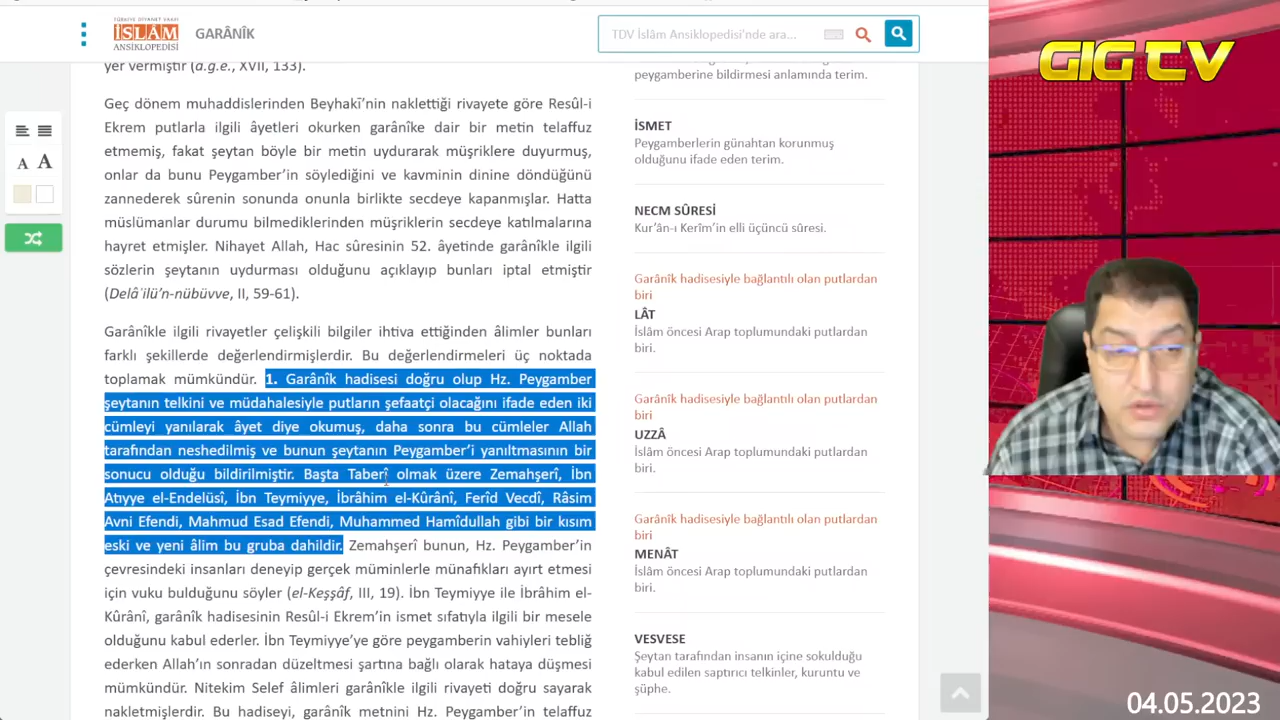 TÜRKİYE DİYANET VAKFI
İSLÂM
ANSİKLOPEDİSİ
GARÂNÎK
TDV İslâm Ansiklopedisi'nde ara...
GIG TV
yer vermiştir (a.g.e., XVII, 133).
Geç dönem muhaddislerinden Beyhakī'nin naklettiği rivayete göre Resûl-i
Ekrem putlarla ilgili âyetleri okurken garânîke dair bir metin telaffuz
etmemiş, fakat şeytan böyle bir metin uydurarak müşriklere duyurmuş,
onlar da bunu Peygamber'in söylediğini ve kavminin dinine döndüğünü
zannederek sûrenin sonunda onunla birlikte secdeye kapanmışlar. Hatta
müslümanlar durumu bilmediklerinden müşriklerin secdeye katılmalarına
hayret etmişler. Nihayet Allah, Hac sûresinin 52. âyetinde garânîkle ilgili
sözlerin şeytanın uydurması olduğunu açıklayıp bunları iptal etmiştir
(Delâʾilü'n-nübüvve, II, 59-61).
Garânîkle ilgili rivayetler çelişkili bilgiler ihtiva ettiğinden âlimler bunları
farklı şekillerde değerlendirmişlerdir. Bu değerlendirmeleri üç noktada
toplamak mümkündür. 1. Garânîk hadisesi doğru olup Hz. Peygamber
şeytanın telkini ve müdahalesiyle putların şefaatçi olacağını ifade eden iki
cümleyi yanılarak âyet diye okumuş, daha sonra bu cümleler Allah
tarafından neshedilmiş ve bunun şeytanın Peygamber'i yanıltmasının bir
sonucu olduğu bildirilmiştir. Başta Taberî olmak üzere Zemahşerî, İbn
Atıyye el-Endelüsî, İbn Teymiyye, İbrâhim el-Kûrânî, Ferîd Vecdî, Râsim
Avni Efendi, Mahmud Esad Efendi, Muhammed Hamîdullah gibi bir kısım
eski ve yeni âlim bu gruba dahildir. Zemahşerî bunun, Hz. Peygamber'in
çevresindeki insanları deneyip gerçek müminlerle münafıkları ayırt etmesi
için vuku bulduğunu söyler (el-Keşşâf, III, 19). İbn Teymiyye ile İbrâhim el-
Kûrânî, garânîk hadisesinin Resûl-i Ekrem'in ismet sıfatıyla ilgili bir mesele
olduğunu kabul ederler. İbn Teymiyye'ye göre peygamberin vahiyleri tebliğ
ederken Allah'ın sonradan düzeltmesi şartına bağlı olarak hataya düşmesi
mümkündür. Nitekim Selef âlimleri garânîkle ilgili rivayeti doğru sayarak
nakletmişlerdir. Bu hadiseyi, garânîk metnini Hz. Peygamber'in telaffuz
peygamberine bildirmesi anlamında terim.
İSMET
Peygamberlerin günahtan korunmuş
olduğunu ifade eden terim.
NECM SÛRESİ
Kur'ân-ı Kerîm'in elli üçüncü sûresi.
Garânîk hadisesiyle bağlantılı olan putlardan
biri
LÂT
İslâm öncesi Arap toplumundaki putlardan
biri.
Garânîk hadisesiyle bağlantılı olan putlardan
biri
UZZÂ
İslâm öncesi Arap toplumundaki putlardan
biri.
Garânîk hadisesiyle bağlantılı olan putlardan
biri
MENÂT
İslâm öncesi Arap toplumundaki putlardan
biri.
VESVESE
Şeytan tarafından insanın içine sokulduğu
kabul edilen saptırıcı telkinler, kuruntu ve
şüphe.
A A
04.05.2023